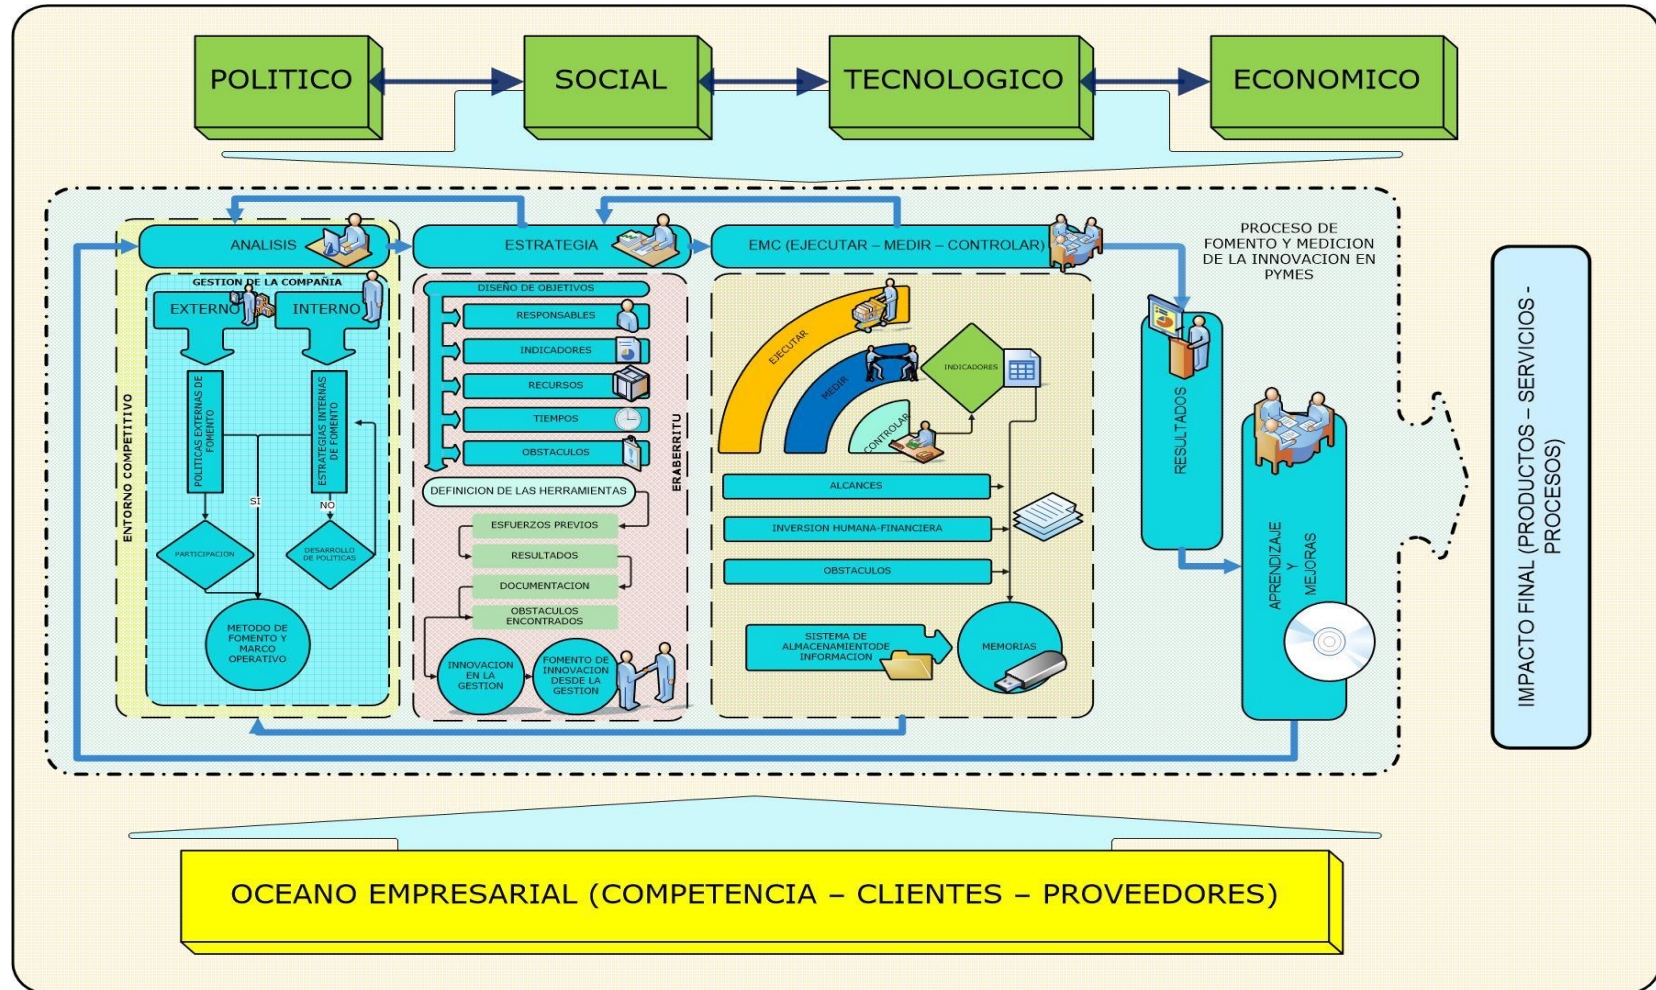 POLITICO
SOCIAL
TECNOLOGICO
ECONOMICO
ANALISIS
ESTRATEGIA
EMC (EJECUTAR – MEDIR – CONTROLAR)
PROCESO DE
FOMENTO Y MEDICION
DE LA INNOVACION EN
PYMES
ENTORNO COMPETITIVO
GESTION DE LA COMPAÑIA
EXTERNO
INTERNO
POLITICAS EXTERNAS DE
FOMENTO
ESTRATEGIAS INTERNAS
DE FOMENTO
SI
NO
PARTICIPACION
DESARROLLO
DE POLITICAS
METODO DE
FOMENTO Y
MARCO
OPERATIVO
DISEÑO DE OBJETIVOS
RESPONSABLES
INDICADORES
RECURSOS
TIEMPOS
OBSTACULOS
ERABERRITU
DEFINICION DE LAS HERRAMIENTAS
ESFUERZOS PREVIOS
RESULTADOS
DOCUMENTACION
OBSTACULOS
ENCONTRADOS
INNOVACION
EN LA
GESTION
FOMENTO DE
INNOVACION
DESDE LA
GESTION
EJECUTAR
MEDIR
CONTROLAR
INDICADORES
ALCANCES
INVERSION HUMANA-FINANCIERA
OBSTACULOS
SISTEMA DE
ALMACENAMIENTODE
INFORMACION
MEMORIAS
RESULTADOS
APRENDIZAJE
Y
MEJORAS
IMPACTO FINAL (PRODUCTOS – SERVICIOS -
PROCESOS)
OCEANO EMPRESARIAL (COMPETENCIA – CLIENTES – PROVEEDORES)